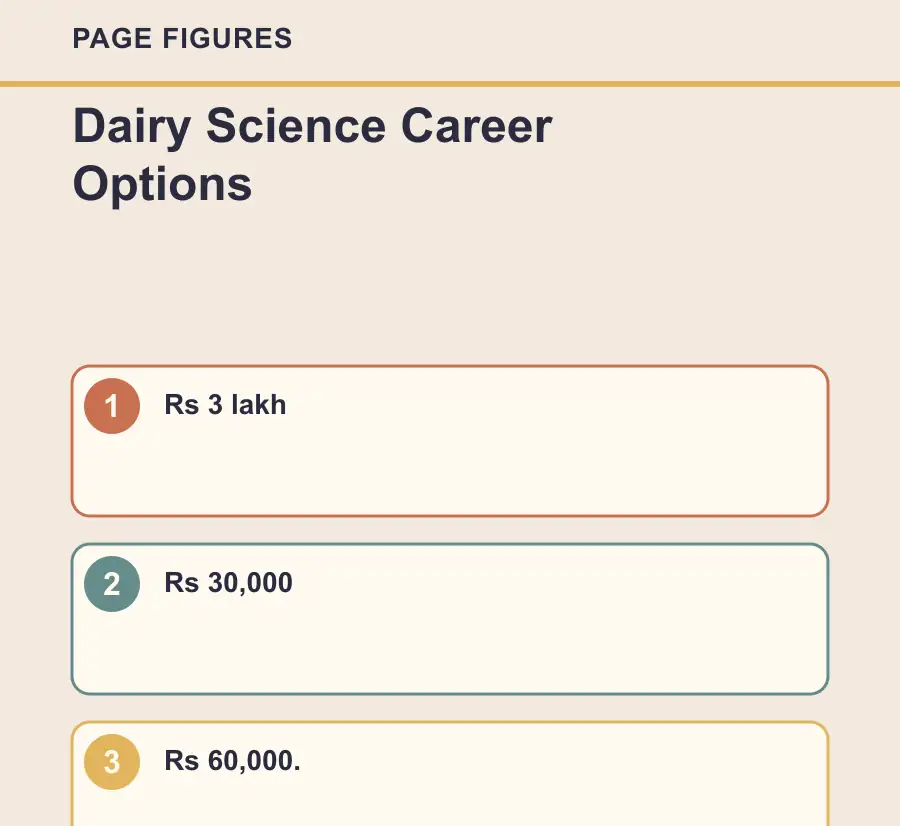 PAGE FIGURES
Dairy Science Career
Options
1 Rs 3 lakh
2 Rs 30,000
3 Rs 60,000.